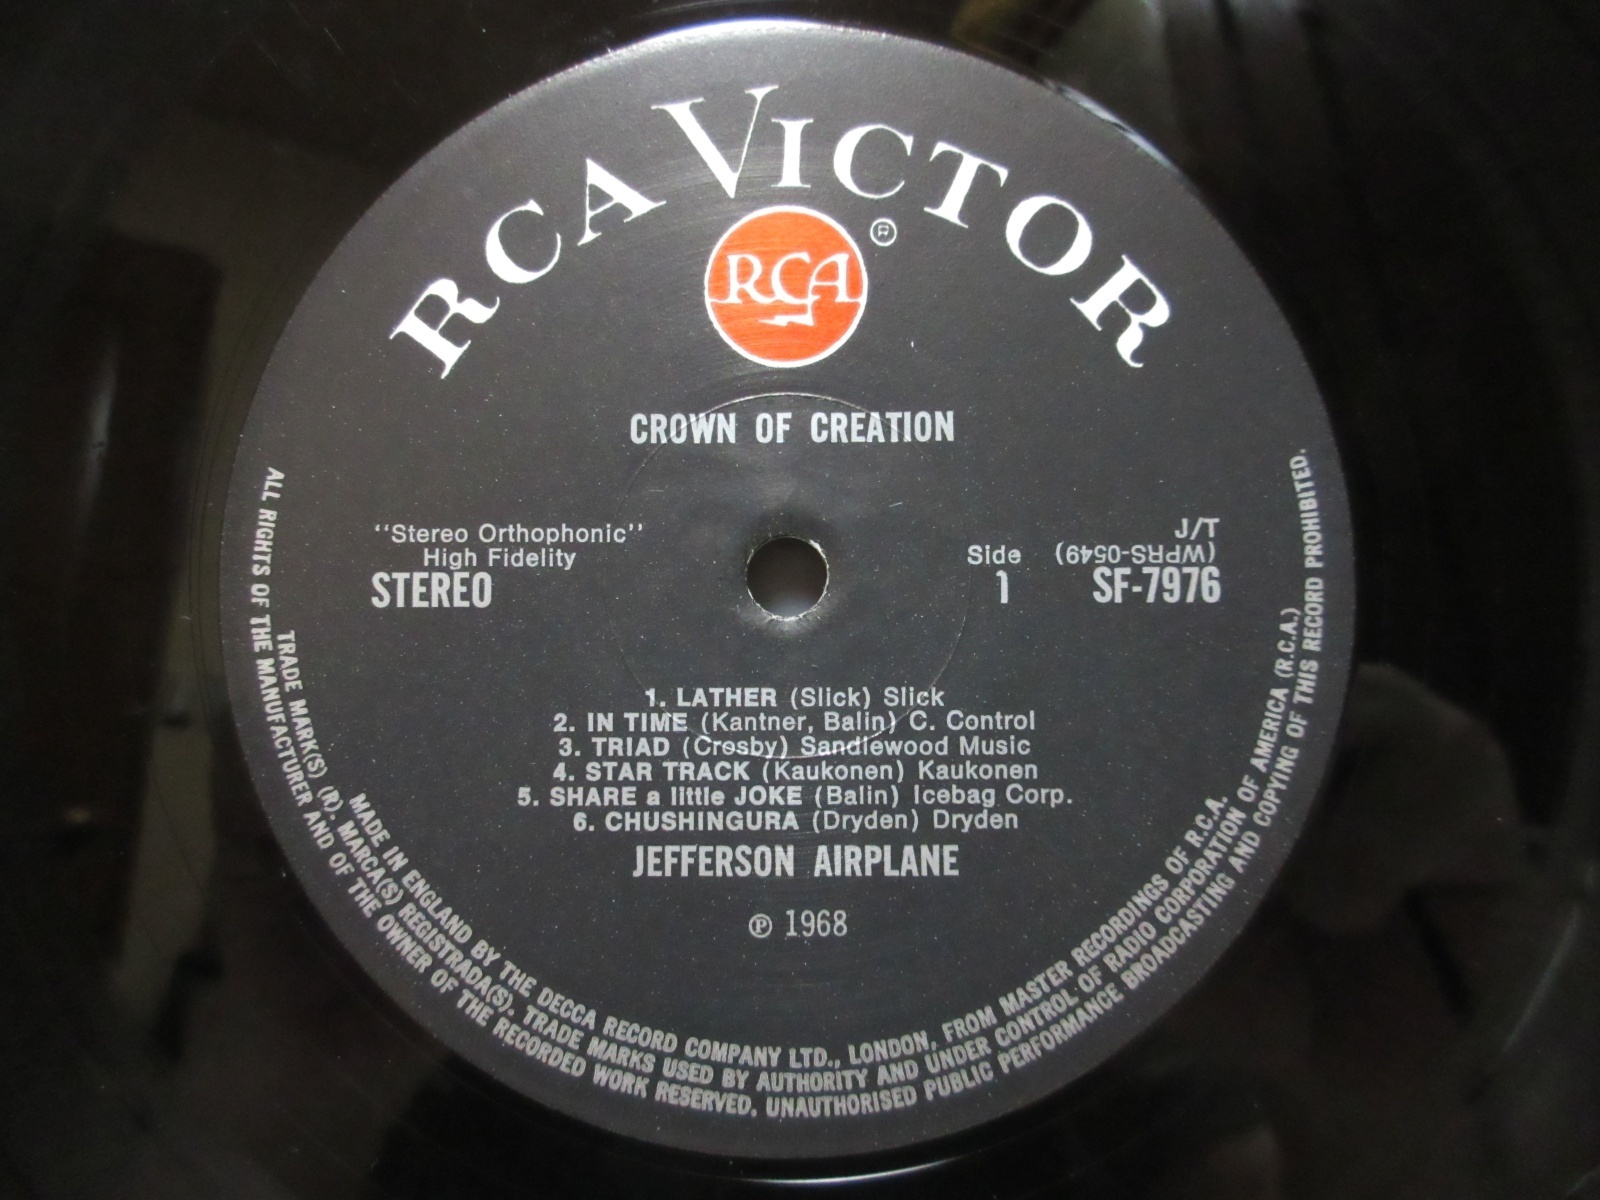 RCA VICTOR
RCA
®
CROWN OF CREATION
"Stereo Orthophonic"
High Fidelity
STEREO
Side
1
J/T
(WPRS-0549)
SF-7976
1. LATHER (Slick) Slick
2. IN TIME (Kantner, Balin) C. Control
3. TRIAD (Crosby) Sandlewood Music
4. STAR TRACK (Kaukonen) Kaukonen
5. SHARE a little JOKE (Balin) Icebag Corp.
6. CHUSHINGURA (Dryden) Dryden
JEFFERSON AIRPLANE
℗ 1968
MADE IN ENGLAND BY THE DECCA RECORD COMPANY LTD., LONDON, FROM MASTER RECORDINGS OF R.C.A.
TRADE MARK(S) (R). MARCA(S) REGISTRADA(S). TRADE MARKS USED BY AUTHORITY AND UNDER CONTROL OF RADIO CORPORATION OF AMERICA (R.C.A.)
ALL RIGHTS OF THE MANUFACTURER AND OF THE OWNER OF THE RECORDED WORK RESERVED. UNAUTHORISED PUBLIC PERFORMANCE BROADCASTING AND COPYING OF THIS RECORD PROHIBITED.